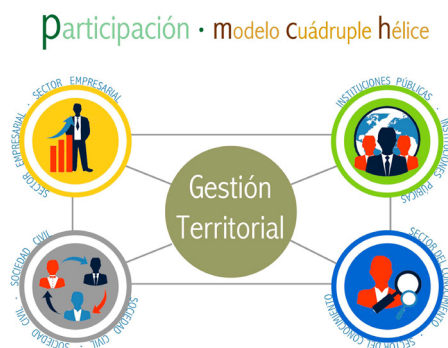 participación · modelo cuádruple hélice
SECTOR EMPRESARIAL · SECTOR EMPRESARIAL
INSTITUCIONES PÚBLICAS · INSTITUCIONES PÚBLICAS
Gestión
Territorial
SOCIEDAD CIVIL · SOCIEDAD CIVIL · SOCIEDAD CIVIL
SECTOR DEL CONOCIMIENTO · SECTOR DEL CONOCIMIENTO